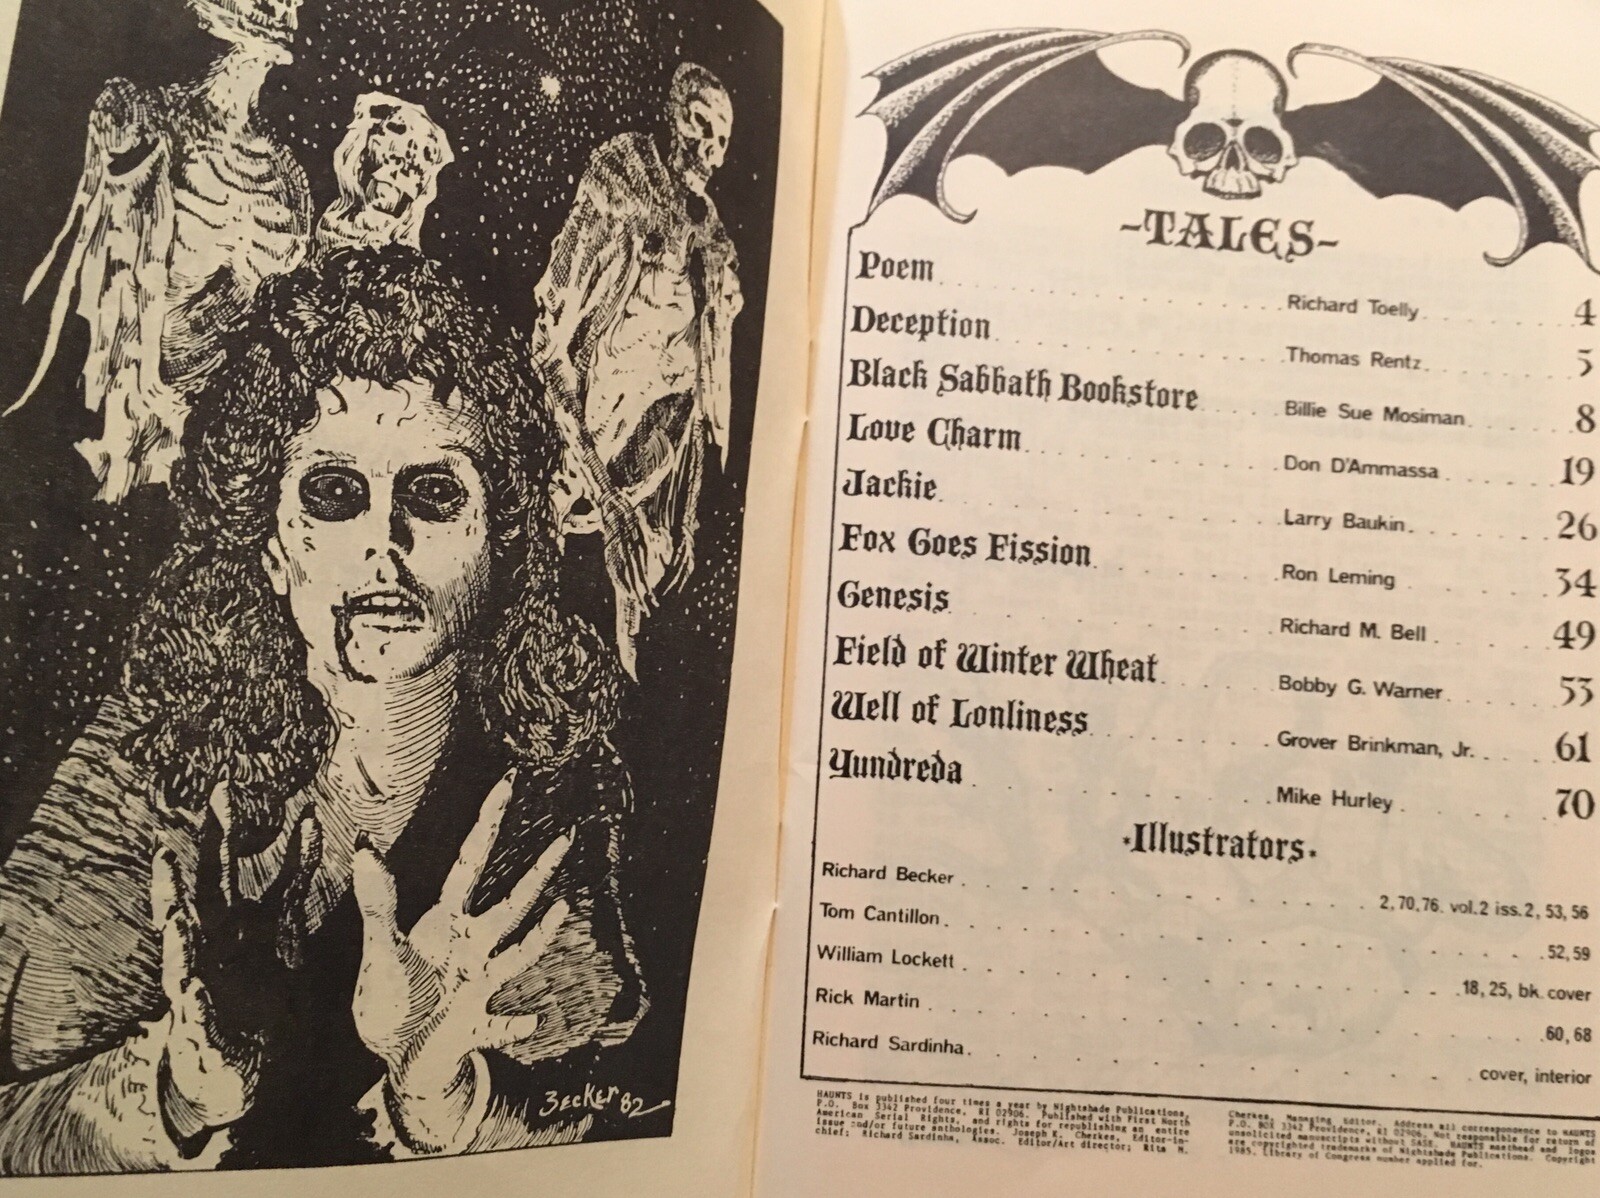 Becker 82
-TALES-
Poem. . . . . . . . . . . . . . Richard Toelly . . . . . . . 4
Deception. . . . . . . . . . . . Thomas Rentz. . . . . . . 5
Black Sabbath Bookstore . . . . . Billie Sue Mosiman. . . . . . 8
Love Charm. . . . . . . . . . . . Don D'Ammassa . . . . . . 19
Jackie. . . . . . . . . . . . . . Larry Baukin. . . . . . . 26
Fox Goes Fission. . . . . . . . . Ron Leming . . . . . . . 34
Genesis. . . . . . . . . . . . . Richard M. Bell . . . . . . 49
Field of Winter Wheat. . . . . . Bobby G. Warner. . . . . . 53
Well of Lonliness. . . . . . . . Grover Brinkman, Jr. . . . . 61
Yundreda . . . . . . . . . . . . Mike Hurley . . . . . . . 70
·Illustrators·
Richard Becker . . . . . . . . . . . . . 2,70,76. vol.2 iss.2, 53, 56
Tom Cantillon. . . . . . . . . . . . . . . . 52,59
William Lockett . . . . . . . . . . . . . 18, 25, bk. cover
Rick Martin . . . . . . . . . . . . . . . . 60, 68
Richard Sardinha. . . . . . . . . . . . . cover, interior
HAUNTS is published four times a year by Nightshade Publications,
P.O. Box 3342 Providence, RI 02906. Published with First North
American Serial Rights, and rights for republishing an entire
issue and/or future anthologies. Joseph K. Cherkes, Editor-in-
chief; Richard Sardinha, Assoc. Editor/Art director; Rita M.
Cherkes, Managing Editor. Address all correspondence to HAUNTS
P.O. BOX 3342 Providence, RI 02906. Not responsible for return of
unsolicited manuscripts without SASE. HAUNTS masthead and logos
are copyrighted trademarks of Nightshade Publications. Copyright
1985. Library of Congress number applied for.